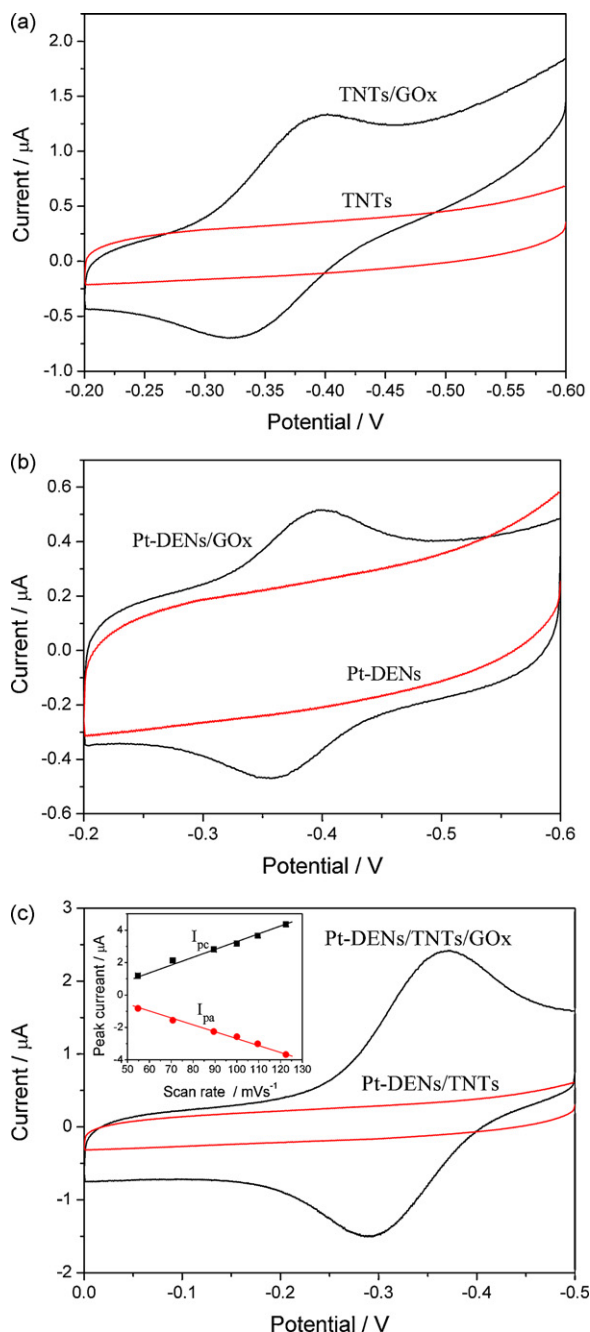 (a)
2.0
1.5
1.0
0.5
0.0
-0.5
-1.0
Current / μA
TNTs/GOx
TNTs
-0.20 -0.25 -0.30 -0.35 -0.40 -0.45 -0.50 -0.55 -0.60
Potential / V
(b)
0.6
0.4
0.2
0.0
-0.2
-0.4
-0.6
Current / μA
Pt-DENs/GOx
Pt-DENs
-0.2 -0.3 -0.4 -0.5 -0.6
Potential / V
(c)
3
2
1
0
-1
-2
Current / μA
Peak curreant / μA
4
2
0
-2
-4
Ipc
Ipa
50 60 70 80 90 100 110 120 130
Scan rate / mVs-1
Pt-DENs/TNTs/GOx
Pt-DENs/TNTs
0.0 -0.1 -0.2 -0.3 -0.4 -0.5
Potential / V